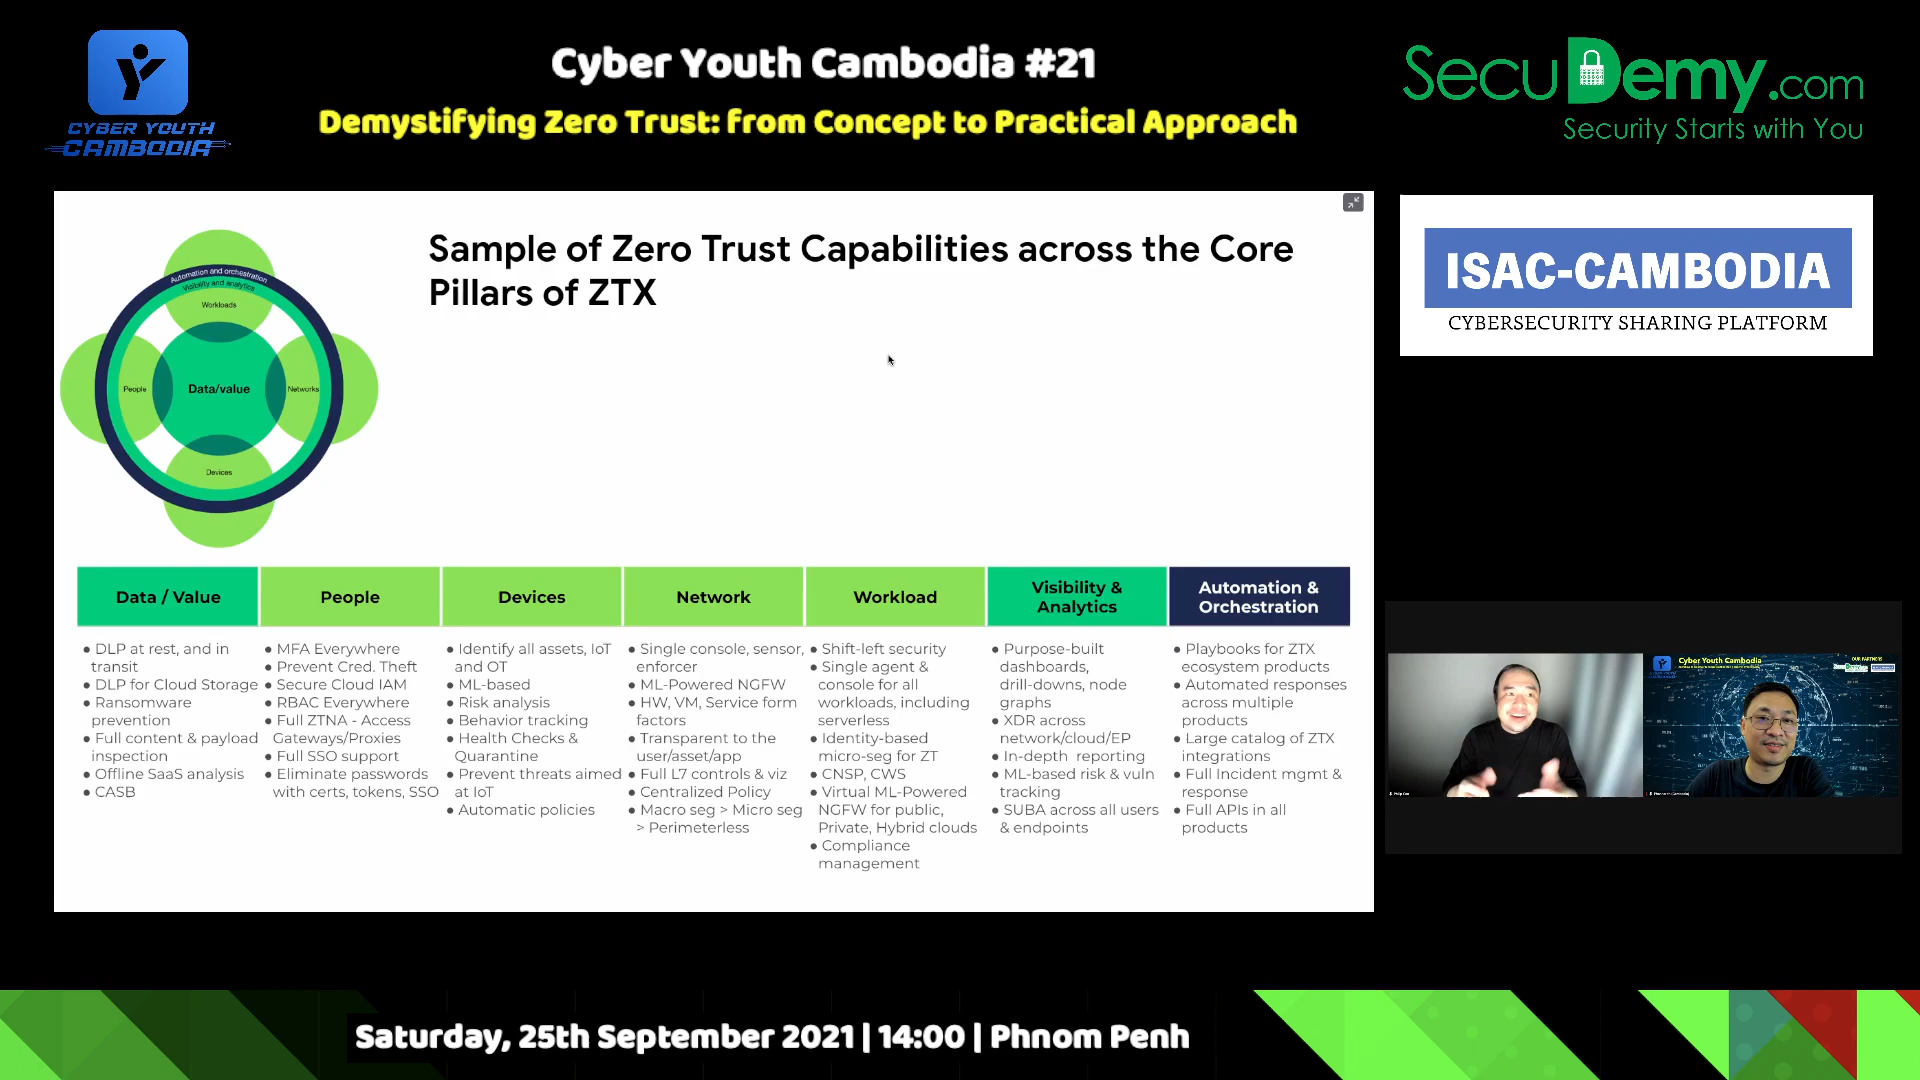 Cyber Youth Cambodia #21
Demystifying Zero Trust: from Concept to Practical Approach
CYBER YOUTH
CAMBODIA
SecuDemy.com
Security Starts with You
ISAC-CAMBODIA
CYBERSECURITY SHARING PLATFORM
Sample of Zero Trust Capabilities across the Core
Pillars of ZTX
Automation and orchestration
Visibility and analytics
Workloads
People
Data/value
Networks
Devices
Data / Value
● DLP at rest, and in
transit
● DLP for Cloud Storage
● Ransomware
prevention
● Full content & payload
inspection
● Offline SaaS analysis
● CASB
People
● MFA Everywhere
● Prevent Cred. Theft
● Secure Cloud IAM
● RBAC Everywhere
● Full ZTNA - Access
Gateways/Proxies
● Full SSO support
● Eliminate passwords
with certs, tokens, SSO
Devices
● Identify all assets, IoT
and OT
● ML-based
● Risk analysis
● Behavior tracking
● Health Checks &
Quarantine
● Prevent threats aimed
at IoT
● Automatic policies
Network
● Single console, sensor,
enforcer
● ML-Powered NGFW
● HW, VM, Service form
factors
● Transparent to the
user/asset/app
● Full L7 controls & viz
● Centralized Policy
● Macro seg > Micro seg
> Perimeterless
Workload
● Shift-left security
● Single agent &
console for all
workloads, including
serverless
● Identity-based
micro-seg for ZT
● CNSP, CWS
● Virtual ML-Powered
NGFW for public,
Private, Hybrid clouds
● Compliance
management
Visibility &
Analytics
● Purpose-built
dashboards,
drill-downs, node
graphs
● XDR across
network/cloud/EP
● In-depth reporting
● ML-based risk & vuln
tracking
● SUBA across all users
& endpoints
Automation &
Orchestration
● Playbooks for ZTX
ecosystem products
● Automated responses
across multiple
products
● Large catalog of ZTX
integrations
● Full Incident mgmt &
response
● Full APIs in all
products
Cyber Youth Cambodia
OUR PARTNERS
Saturday, 25th September 2021 | 14:00 | Phnom Penh